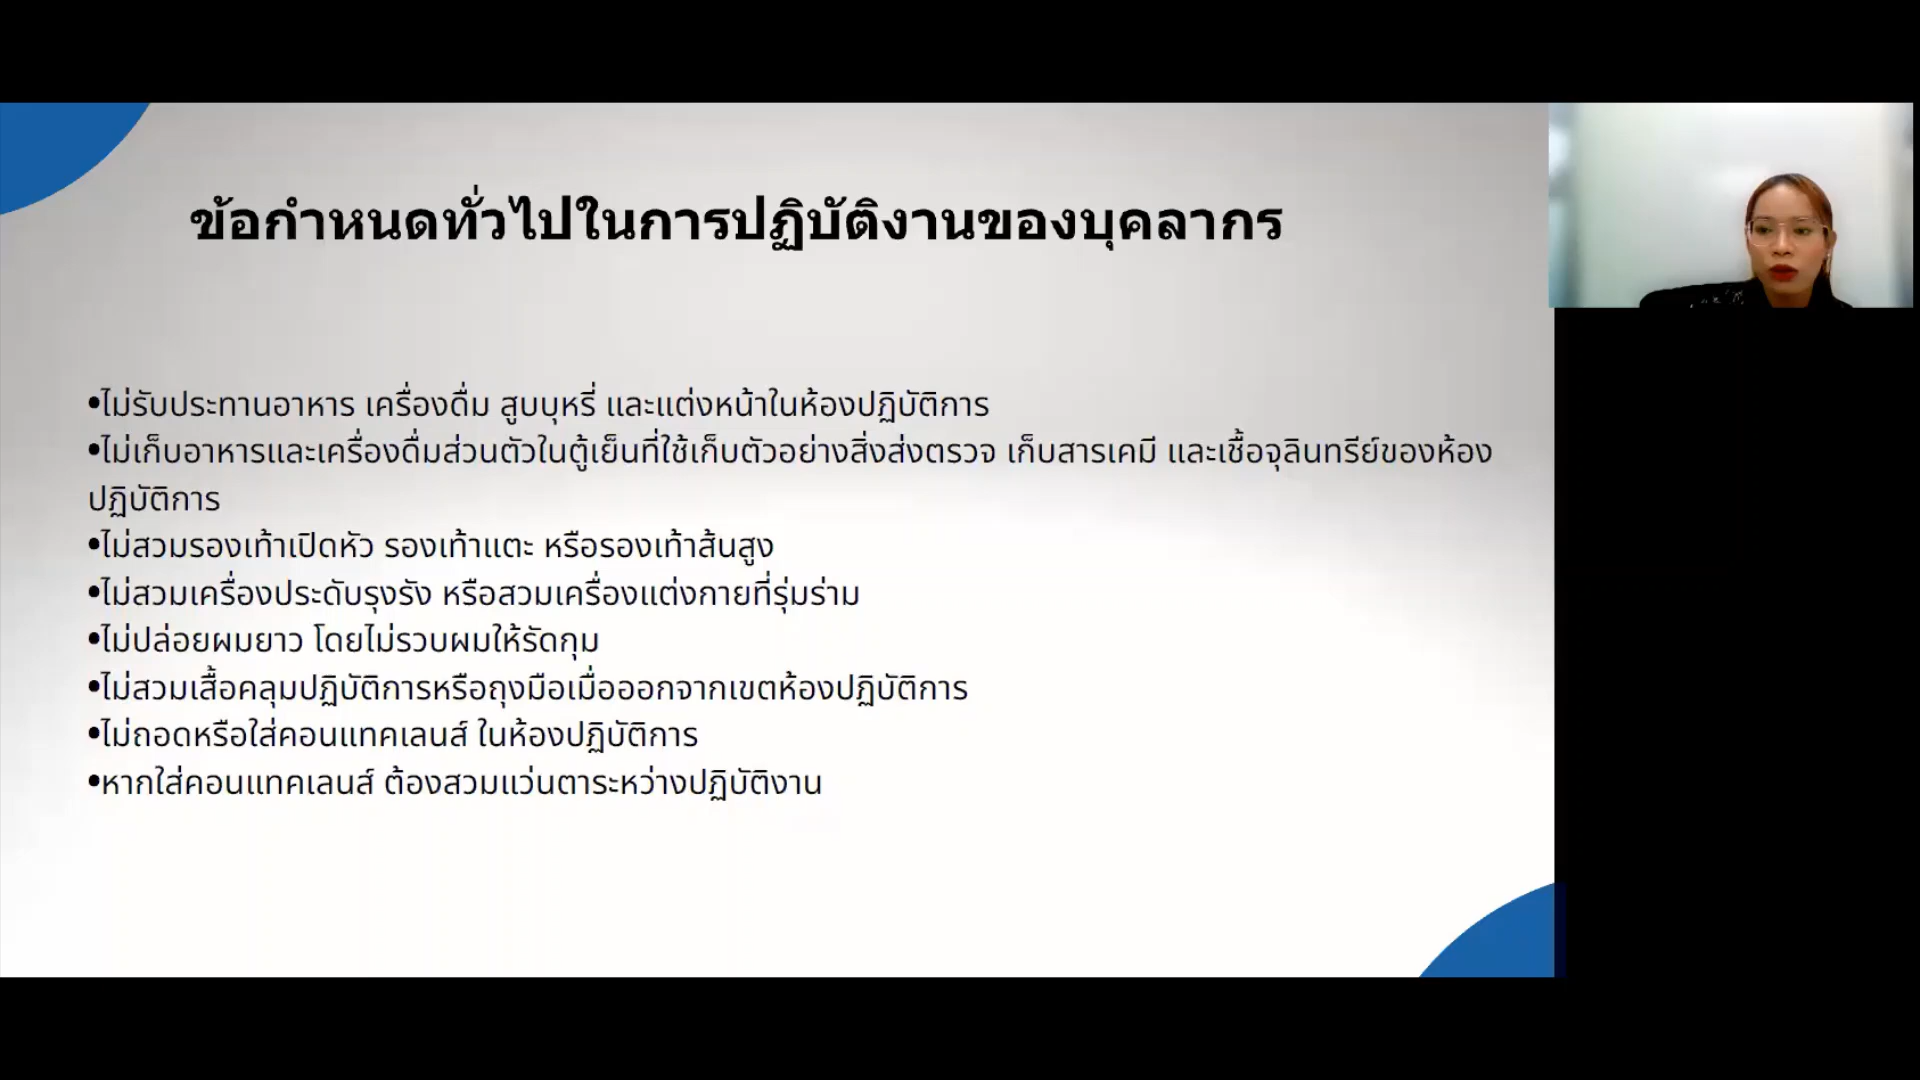 ข้อกำหนดทั่วไปในการปฏิบัติงานของบุคลากร
•ไม่รับประทานอาหาร เครื่องดื่ม สูบบุหรี่ และแต่งหน้าในห้องปฏิบัติการ
•ไม่เก็บอาหารและเครื่องดื่มส่วนตัวในตู้เย็นที่ใช้เก็บตัวอย่างสิ่งส่งตรวจ เก็บสารเคมี และเชื้อจุลินทรีย์ของห้อง
ปฏิบัติการ
•ไม่สวมรองเท้าเปิดหัว รองเท้าแตะ หรือรองเท้าส้นสูง
•ไม่สวมเครื่องประดับรุงรัง หรือสวมเครื่องแต่งกายที่รุ่มร่าม
•ไม่ปล่อยผมยาว โดยไม่รวบผมให้รัดกุม
•ไม่สวมเสื้อคลุมปฏิบัติการหรือถุงมือเมื่อออกจากเขตห้องปฏิบัติการ
•ไม่ถอดหรือใส่คอนแทคเลนส์ ในห้องปฏิบัติการ
•หากใส่คอนแทคเลนส์ ต้องสวมแว่นตาระหว่างปฏิบัติงาน